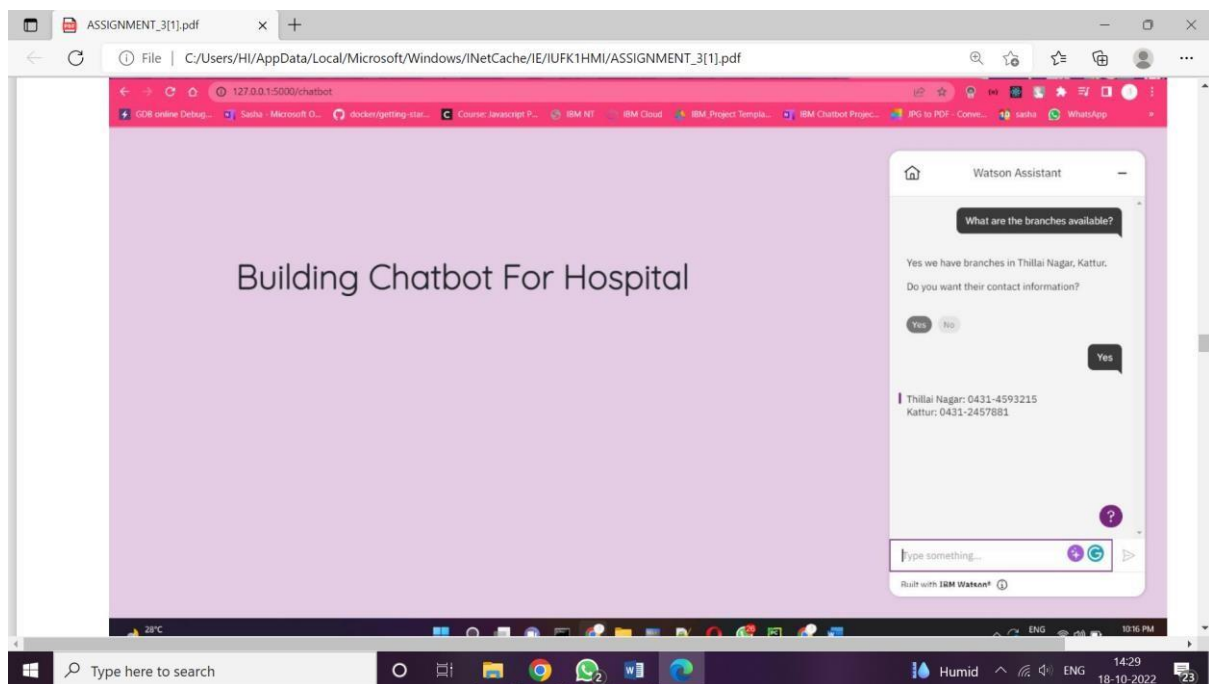 ASSIGNMENT_3[1].pdf
File | C:/Users/HI/AppData/Local/Microsoft/Windows/INetCache/IE/IUFK1HMI/ASSIGNMENT_3[1].pdf
127.0.0.1:5000/chatbot
GDB online Debug... Sasha - Microsoft O... docker/getting-star... Course: Javascript P... IBM NT IBM Cloud IBM_Project Templa... IBM Chatbot Projec... JPG to PDF - Conve... sasha WhatsApp
Watson Assistant
What are the branches available?
Yes we have branches in Thillai Nagar, Kattur.
Do you want their contact information?
Yes No
Yes
Thillai Nagar: 0431-4593215
Kattur: 0431-2457881
Building Chatbot For Hospital
?
Type something...
Built with IBM Watson®
28°C
ENG
10:16 PM
Type here to search
Humid
ENG
14:29
18-10-2022
23